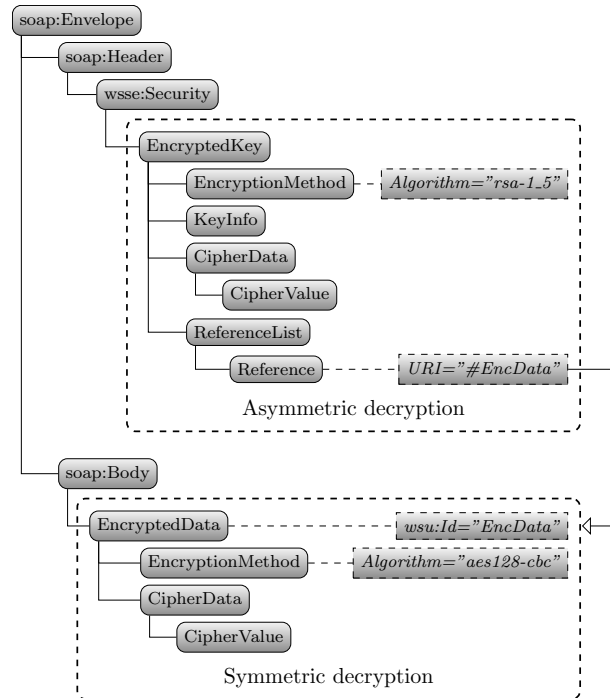 soap:Envelope
soap:Header
wsse:Security
EncryptedKey
EncryptionMethod Algorithm=”rsa-1_5”
KeyInfo
CipherData
CipherValue
ReferenceList
Reference URI=”#EncData”
Asymmetric decryption
soap:Body
EncryptedData wsu:Id=”EncData”
EncryptionMethod Algorithm=”aes128-cbc”
CipherData
CipherValue
Symmetric decryption